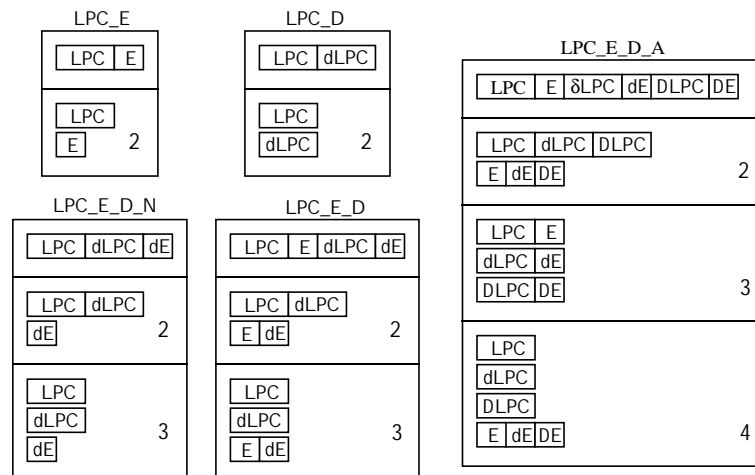 LPC_E
LPC E
LPC
E 2
LPC_D
LPC dLPC
LPC
dLPC 2
LPC_E_D_A
LPC E δLPC dE DLPC DE
LPC dLPC DLPC
E dE DE 2
LPC E
dLPC dE
DLPC DE 3
LPC
dLPC
DLPC
E dE DE 4
LPC_E_D_N
LPC dLPC dE
LPC dLPC
dE 2
LPC
dLPC
dE 3
LPC_E_D
LPC E dLPC dE
LPC dLPC
E dE 2
LPC
dLPC
E dE 3